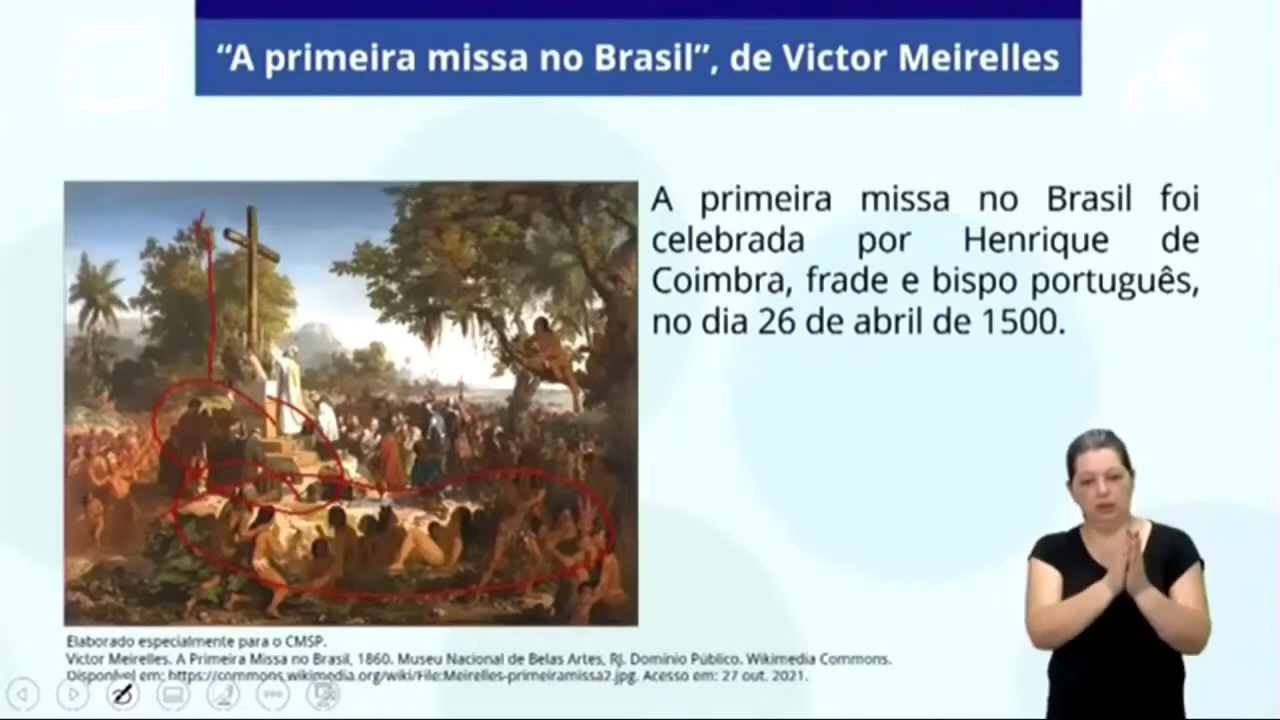 “A primeira missa no Brasil”, de Victor Meirelles
A primeira missa no Brasil foi
celebrada por Henrique de
Coimbra, frade e bispo português,
no dia 26 de abril de 1500.
Elaborado especialmente para o CMSP.
Victor Meirelles. A Primeira Missa no Brasil, 1860. Museu Nacional de Belas Artes, RJ. Domínio Público. Wikimedia Commons.
Disponível em: https://commons.wikimedia.org/wiki/File:Meirelles-primeiramissa2.jpg. Acesso em: 27 out. 2021.